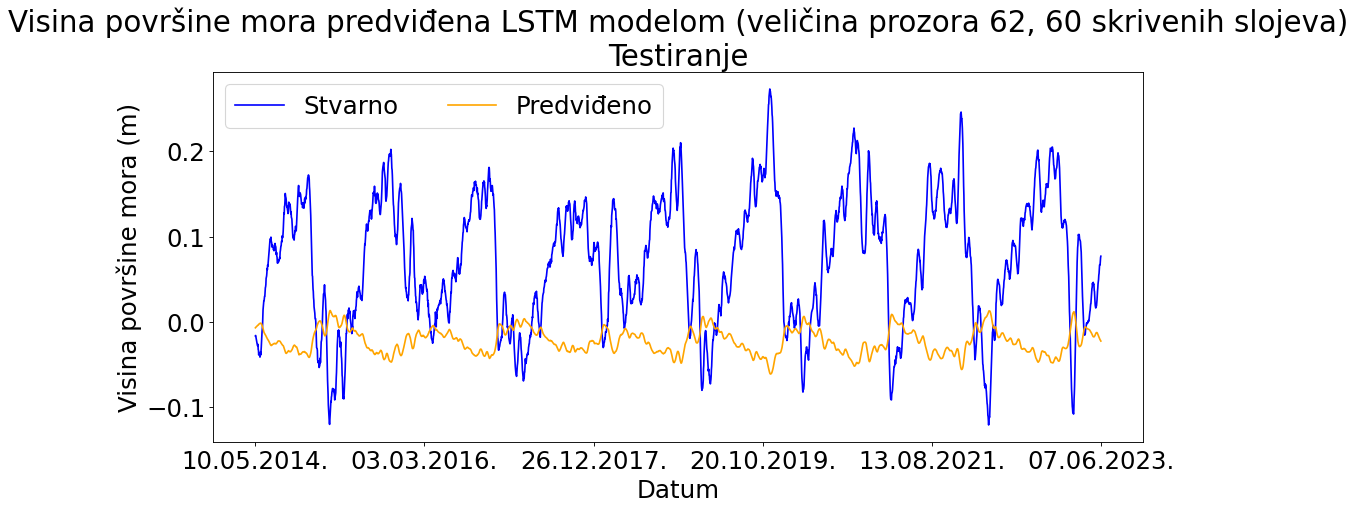 Visina površine mora predviđena LSTM modelom (veličina prozora 62, 60 skrivenih slojeva)
Testiranje
Stvarno
Predviđeno
Visina površine mora (m)
0.2
0.1
0.0
−0.1
10.05.2014.
03.03.2016.
26.12.2017.
20.10.2019.
13.08.2021.
07.06.2023.
Datum